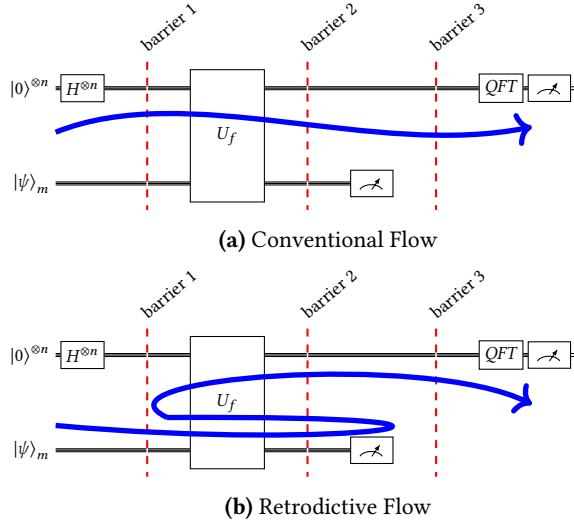 barrier 1 barrier 2 barrier 3
|0⟩⊗n H⊗n QFT
U_f
|ψ⟩_m
(a) Conventional Flow
barrier 1 barrier 2 barrier 3
|0⟩⊗n H⊗n QFT
U_f
|ψ⟩_m
(b) Retrodictive Flow